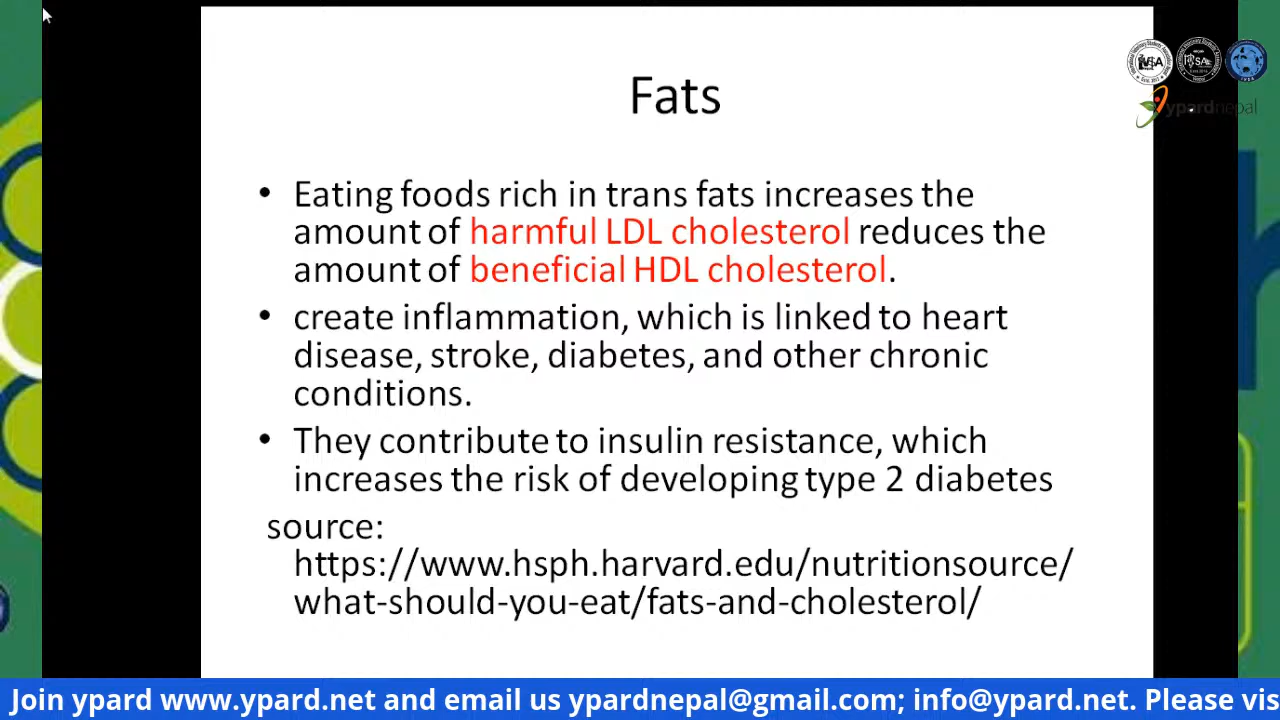 Fats
ypardnepal
• Eating foods rich in trans fats increases the
amount of harmful LDL cholesterol reduces the
amount of beneficial HDL cholesterol.
• create inflammation, which is linked to heart
disease, stroke, diabetes, and other chronic
conditions.
• They contribute to insulin resistance, which
increases the risk of developing type 2 diabetes
source:
https://www.hsph.harvard.edu/nutritionsource/
what-should-you-eat/fats-and-cholesterol/
Join ypard www.ypard.net and email us ypardnepal@gmail.com; info@ypard.net. Please vis